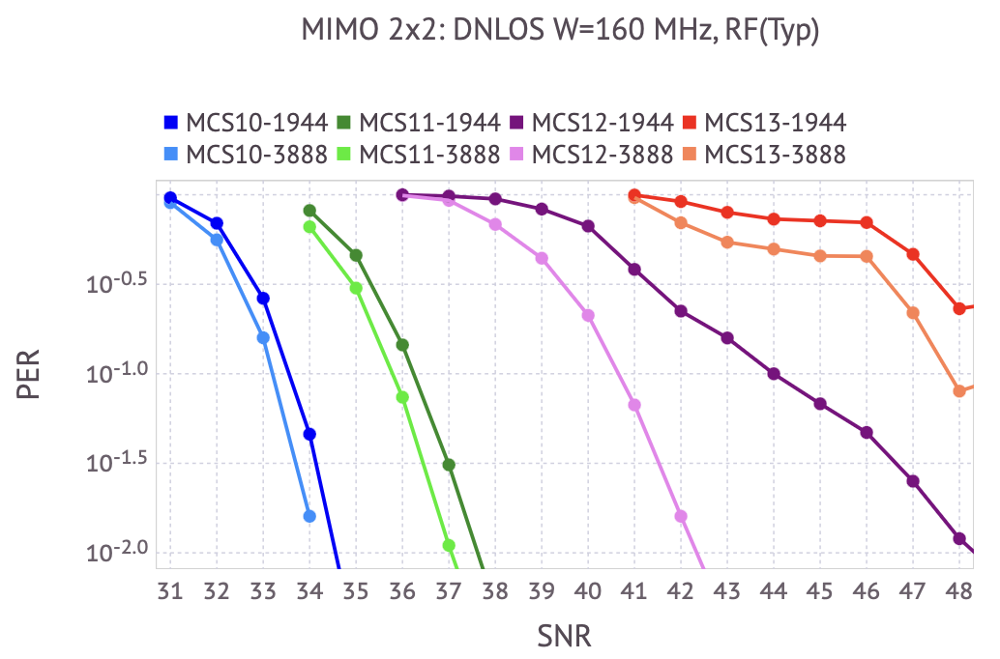 MIMO 2x2: DNLOS W=160 MHz, RF(Typ)
MCS10-1944 MCS11-1944 MCS12-1944 MCS13-1944
MCS10-3888 MCS11-3888 MCS12-3888 MCS13-3888
10^-0.5
10^-1.0
10^-1.5
10^-2.0
PER
31 32 33 34 35 36 37 38 39 40 41 42 43 44 45 46 47 48
SNR